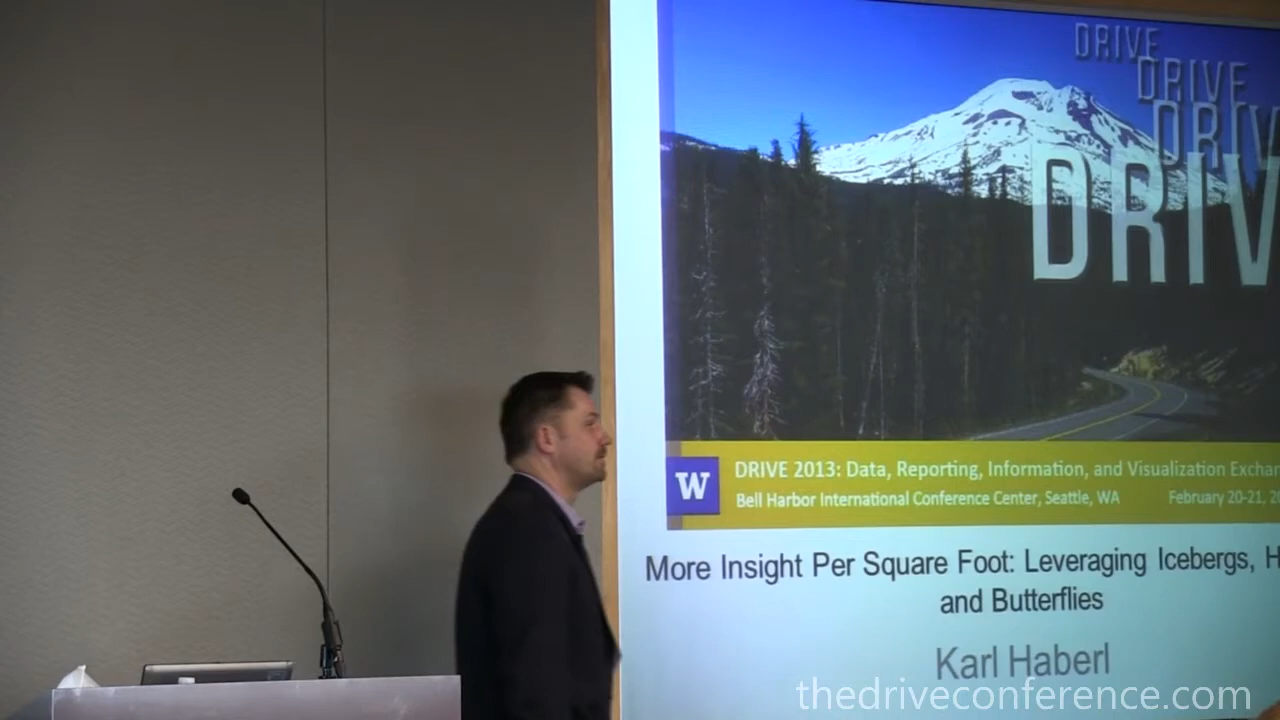 DRIVE
DRIVE
DRIV
DRIV
W
DRIVE 2013: Data, Reporting, Information, and Visualization Exchan
Bell Harbor International Conference Center, Seattle, WA February 20-21, 20
More Insight Per Square Foot: Leveraging Icebergs, H
and Butterflies
Karl Haberl
thedriveconference.com